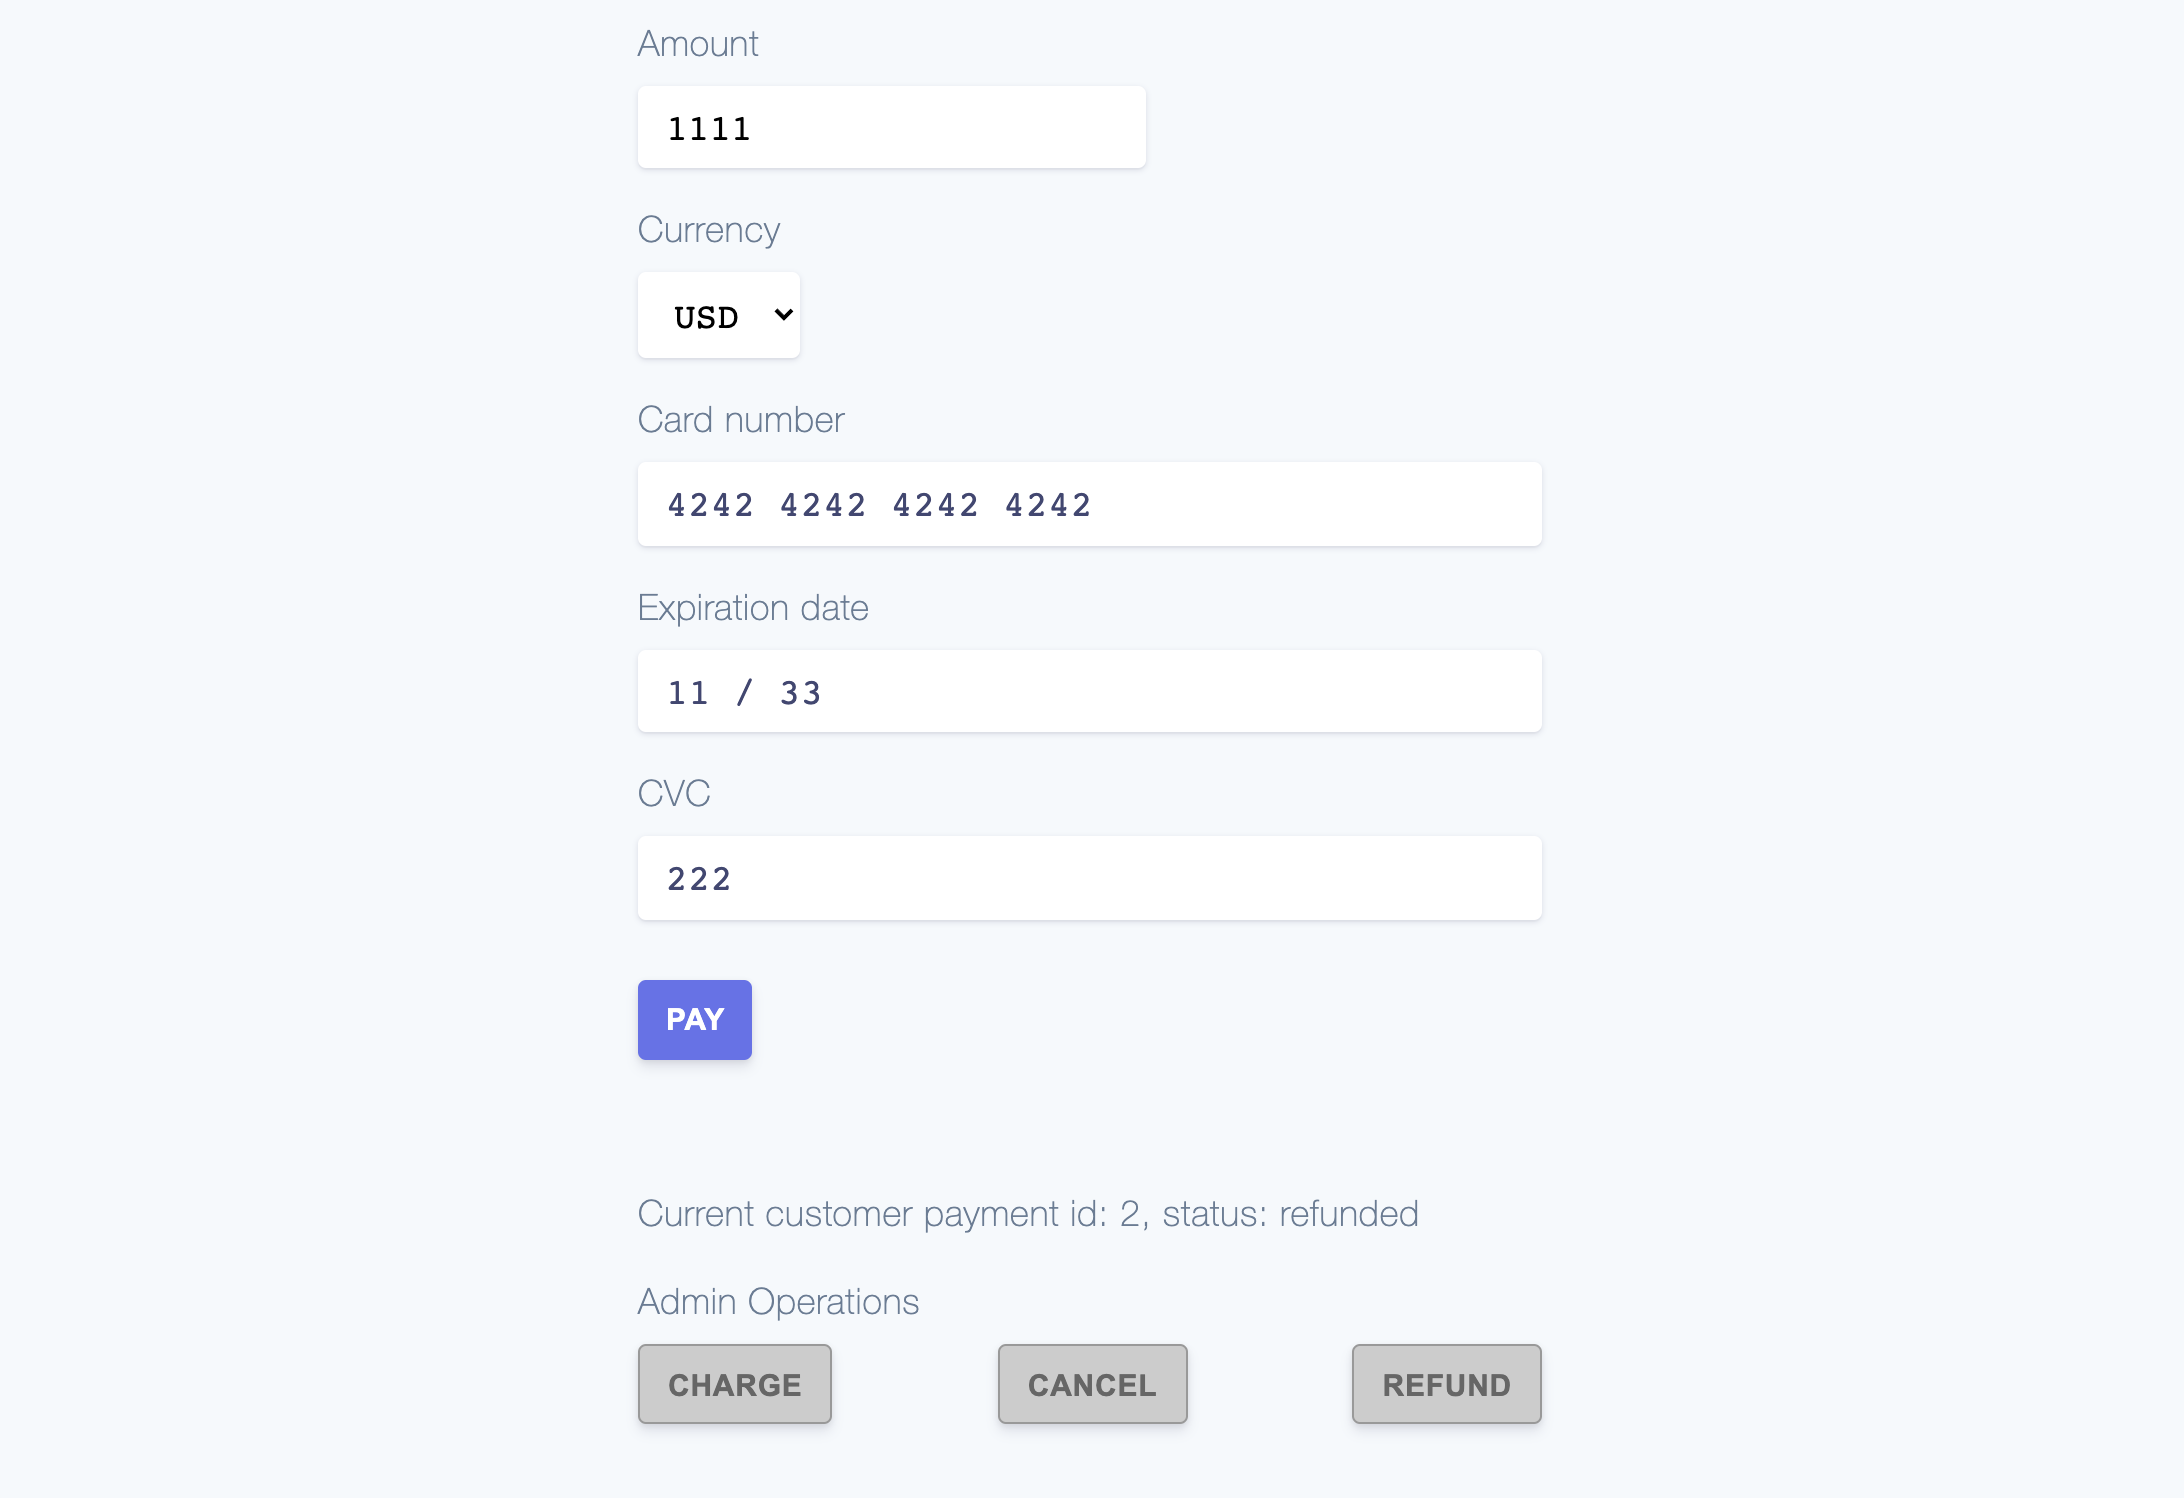 Amount
1111
Currency
USD
Card number
4242 4242 4242 4242
Expiration date
11 / 33
CVC
222
PAY
Current customer payment id: 2, status: refunded
Admin Operations
CHARGE CANCEL REFUND